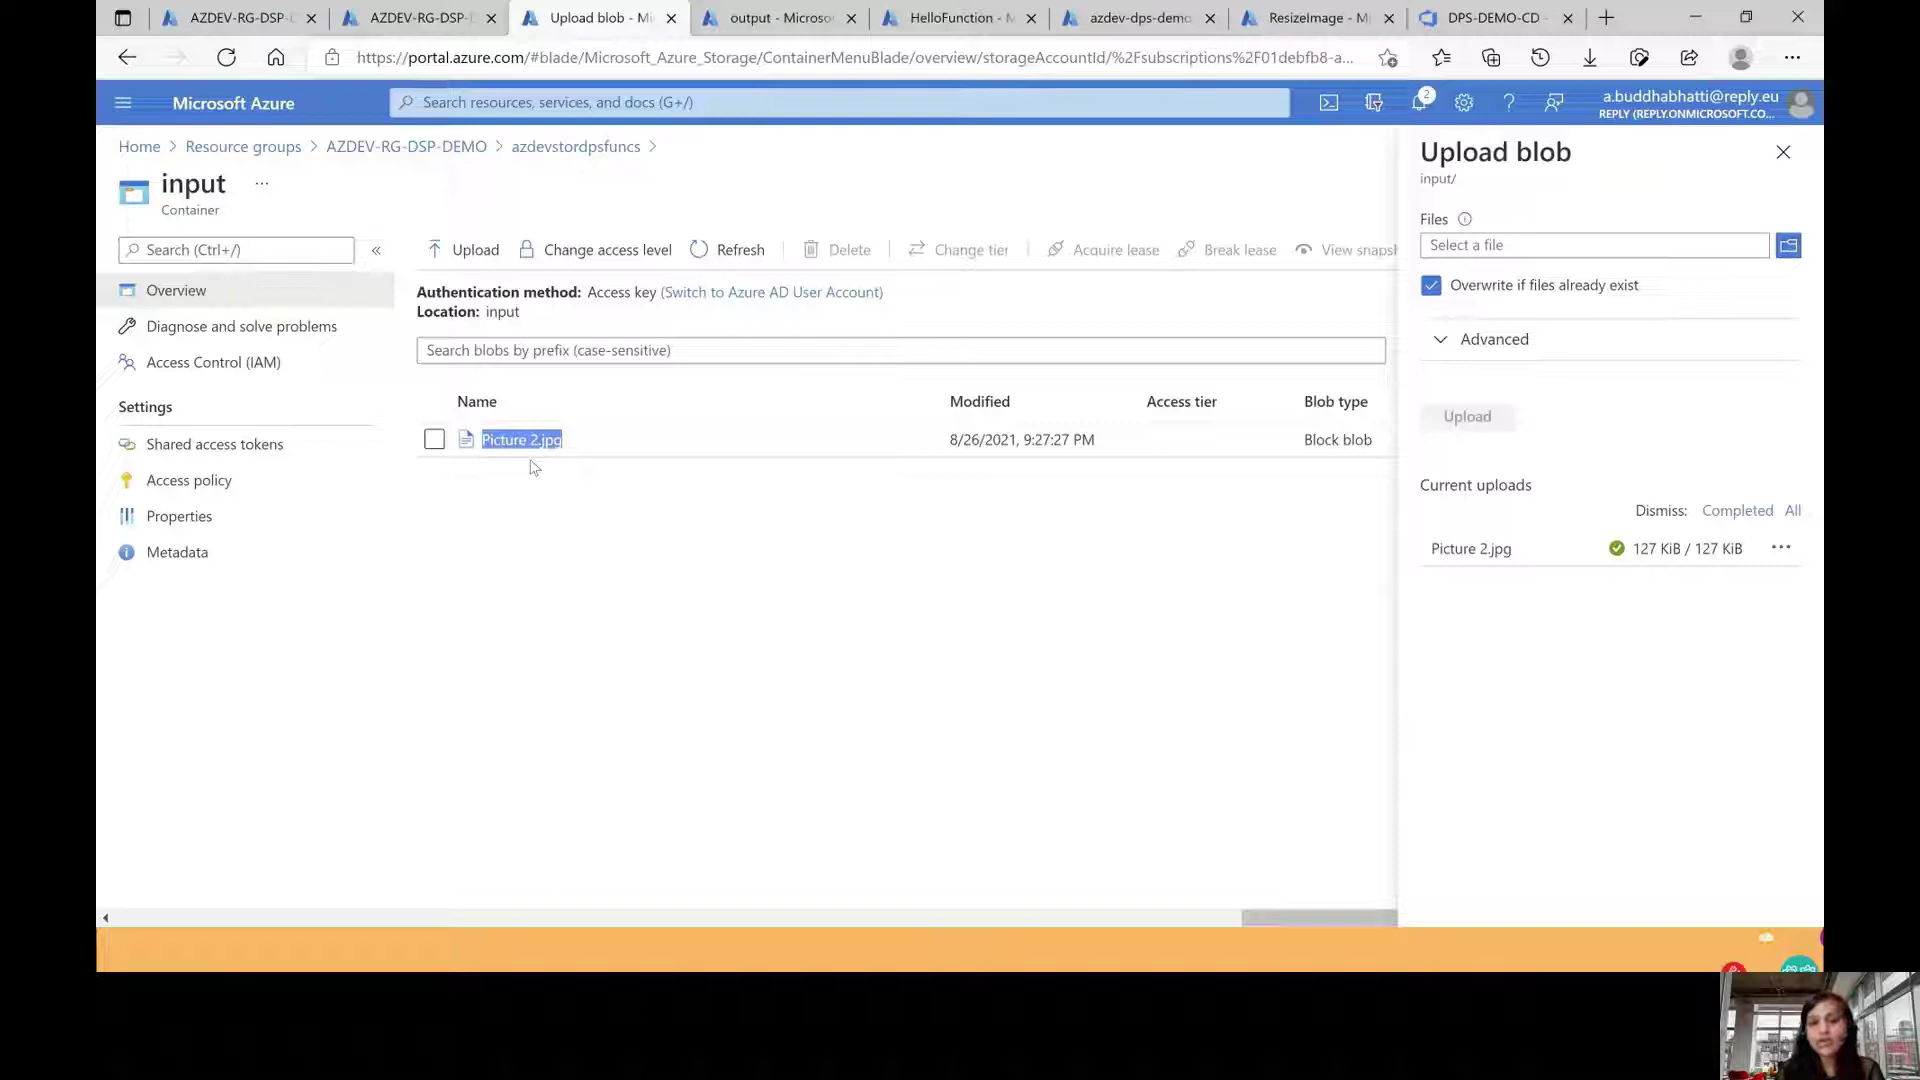 AZDEV-RG-DSP-D
AZDEV-RG-DSP-
Upload blob - Mi
output - Microso
HelloFunction - M
azdev-dps-demo
ResizeImage - M
DPS-DEMO-CD -
https://portal.azure.com/#blade/Microsoft_Azure_Storage/ContainerMenuBlade/overview/storageAccountId/%2Fsubscriptions%2F01debfb8-a...
Microsoft Azure
Search resources, services, and docs (G+/)
2
a.buddhabhatti@reply.eu
REPLY (REPLY.ONMICROSOFT.CO...
Home > Resource groups > AZDEV-RG-DSP-DEMO > azdevstordpsfuncs >
input ...
Container
Search (Ctrl+/)
«
Overview
Diagnose and solve problems
Access Control (IAM)
Settings
Shared access tokens
Access policy
Properties
Metadata
Upload
Change access level
Refresh
Delete
Change tier
Acquire lease
Break lease
View snapsh
Authentication method: Access key (Switch to Azure AD User Account)
Location: input
Search blobs by prefix (case-sensitive)
Name Modified Access tier Blob type
Picture 2.jpg 8/26/2021, 9:27:27 PM Block blob
Upload blob
input/
Files
Select a file
Overwrite if files already exist
Advanced
Upload
Current uploads
Dismiss: Completed All
Picture 2.jpg 127 KiB / 127 KiB ...